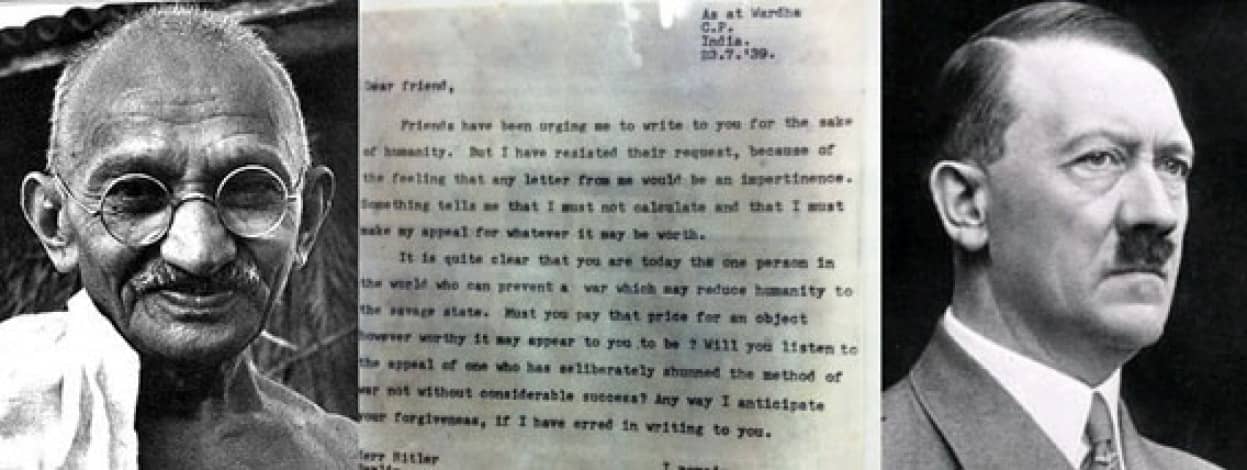 As at Wardha
C.P.
India.
23.7.'39.
Dear friend,
Friends have been urging me to write to you for the sake
of humanity. But I have resisted their request, because of
the feeling that any letter from me would be an impertinence.
Something tells me that I must not calculate and that I must
make my appeal for whatever it may be worth.
It is quite clear that you are today the one person in
the world who can prevent a war which may reduce humanity to
the savage state. Must you pay that price for an object
however worthy it may appear to you to be ? Will you listen to
the appeal of one who has seliberately shunned the method of
war not without considerable success? Any way I anticipate
your forgiveness, if I have erred in writing to you.
Herr Hitler